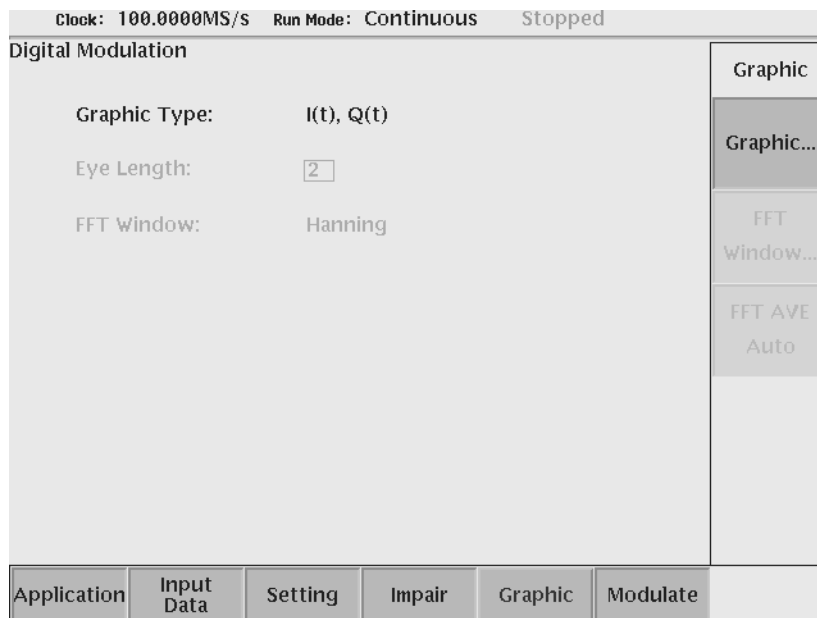 Clock: 100.0000MS/s Run Mode: Continuous Stopped
Digital Modulation
Graphic Type: I(t), Q(t)
Eye Length: 2
FFT Window: Hanning
Graphic
Graphic...
FFT
Window...
FFT AVE
Auto
Application Input Data Setting Impair Graphic Modulate